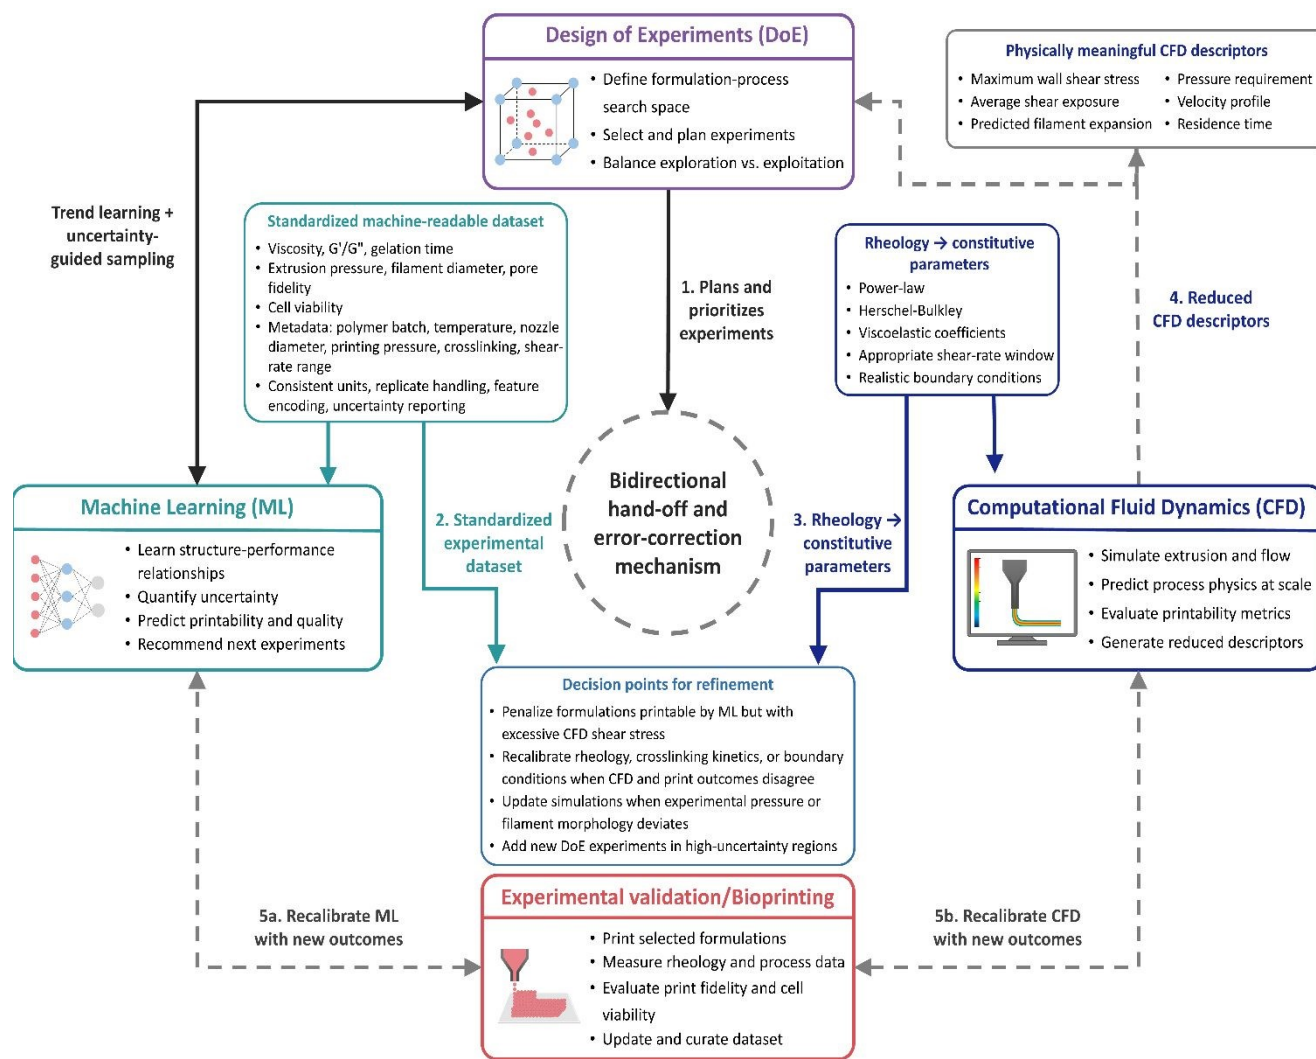 Design of Experiments (DoE)
• Define formulation-process
search space
• Select and plan experiments
• Balance exploration vs. exploitation
Physically meaningful CFD descriptors
• Maximum wall shear stress
• Average shear exposure
• Predicted filament expansion
• Pressure requirement
• Velocity profile
• Residence time
Trend learning +
uncertainty-
guided sampling
Standardized machine-readable dataset
• Viscosity, G'/G", gelation time
• Extrusion pressure, filament diameter, pore
fidelity
• Cell viability
• Metadata: polymer batch, temperature, nozzle
diameter, printing pressure, crosslinking, shear-
rate range
• Consistent units, replicate handling, feature
encoding, uncertainty reporting
1. Plans and
prioritizes
experiments
Rheology → constitutive
parameters
• Power-law
• Herschel-Bulkley
• Viscoelastic coefficients
• Appropriate shear-rate window
• Realistic boundary conditions
4. Reduced
CFD descriptors
Machine Learning (ML)
• Learn structure-performance
relationships
• Quantify uncertainty
• Predict printability and quality
• Recommend next experiments
2. Standardized
experimental
dataset
Bidirectional
hand-off and
error-correction
mechanism
3. Rheology →
constitutive
parameters
Computational Fluid Dynamics (CFD)
• Simulate extrusion and flow
• Predict process physics at scale
• Evaluate printability metrics
• Generate reduced descriptors
Decision points for refinement
• Penalize formulations printable by ML but with
excessive CFD shear stress
• Recalibrate rheology, crosslinking kinetics, or boundary
conditions when CFD and print outcomes disagree
• Update simulations when experimental pressure or
filament morphology deviates
• Add new DoE experiments in high-uncertainty regions
5a. Recalibrate ML
with new outcomes
Experimental validation/Bioprinting
• Print selected formulations
• Measure rheology and process data
• Evaluate print fidelity and cell
viability
• Update and curate dataset
5b. Recalibrate CFD
with new outcomes